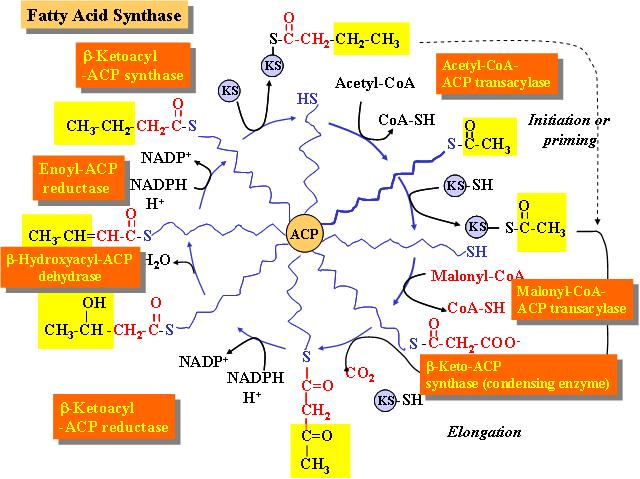 Fatty Acid Synthase
O
S-C-CH2-CH2-CH3
β-Ketoacyl
-ACP synthase
KS
KS
HS
Acetyl-CoA
CoA-SH
Acetyl-CoA-
ACP transacylase
Initiation or
priming
O
CH3-CH2-CH2-C-S
O
S-C-CH3
NADP+
NADPH
H+
Enoyl-ACP
reductase
KS-SH
O
KS
S-C-CH3
O
CH3-CH=CH-C-S
ACP
SH
β-Hydroxyacyl-ACP
dehydrase
H2O
Malonyl-CoA
CoA-SH
Malonyl-CoA-
ACP transacylase
OH
O
CH3-CH-CH2-C-S
O
S-C-CH2-COO-
NADP+
NADPH
H+
S
C=O
CH2
C=O
CH3
CO2
KS-SH
β-Keto-ACP
synthase (condensing enzyme)
β-Ketoacyl
-ACP reductase
Elongation